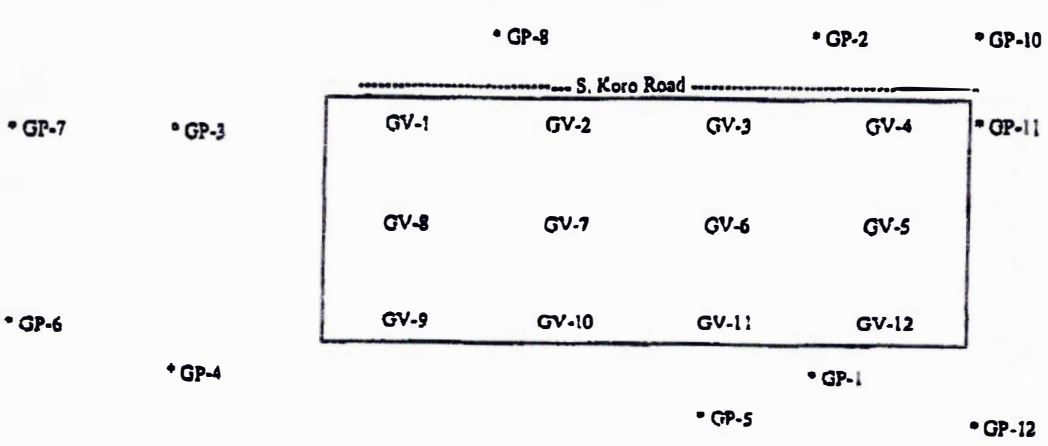 * GP-8 * GP-2 * GP-10
S. Koro Road
* GP-7 * GP-3 GV-1 GV-2 GV-3 GV-4 * GP-11
GV-8 GV-7 GV-6 GV-5
* GP-6 GV-9 GV-10 GV-11 GV-12
* GP-4 * GP-1
* GP-5 * GP-12